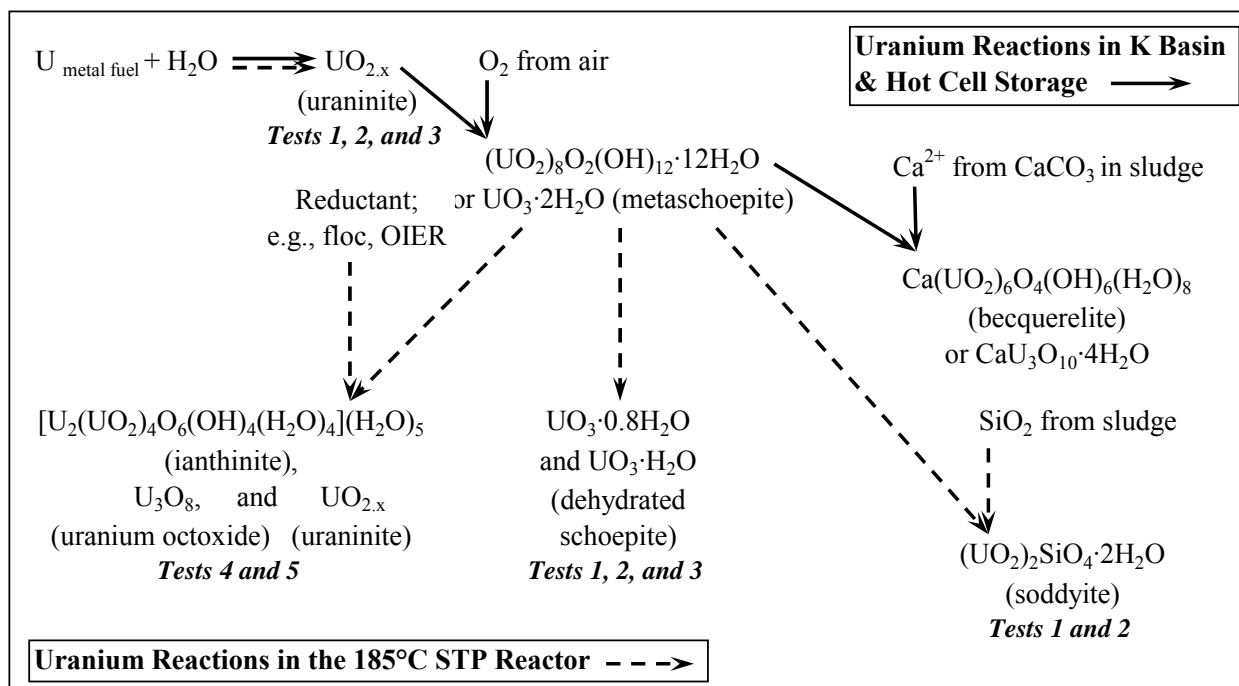 U metal fuel + H₂O UO₂.ₓ O₂ from air
(uraninite)
Tests 1, 2, and 3
Uranium Reactions in K Basin
& Hot Cell Storage
(UO₂)₈O₂(OH)₁₂·12H₂O
or UO₃·2H₂O (metaschoepite)
Ca²⁺ from CaCO₃ in sludge
Reductant;
e.g., floc, OIER
Ca(UO₂)₆O₄(OH)₆(H₂O)₈
(becquerelite)
or CaU₃O₁₀·4H₂O
[U₂(UO₂)₄O₆(OH)₄(H₂O)₄](H₂O)₅
(ianthinite),
U₃O₈, and UO₂.ₓ
(uranium octoxide) (uraninite)
Tests 4 and 5
UO₃·0.8H₂O
and UO₃·H₂O
(dehydrated
schoepite)
Tests 1, 2, and 3
SiO₂ from sludge
(UO₂)₂SiO₄·2H₂O
(soddyite)
Tests 1 and 2
Uranium Reactions in the 185°C STP Reactor